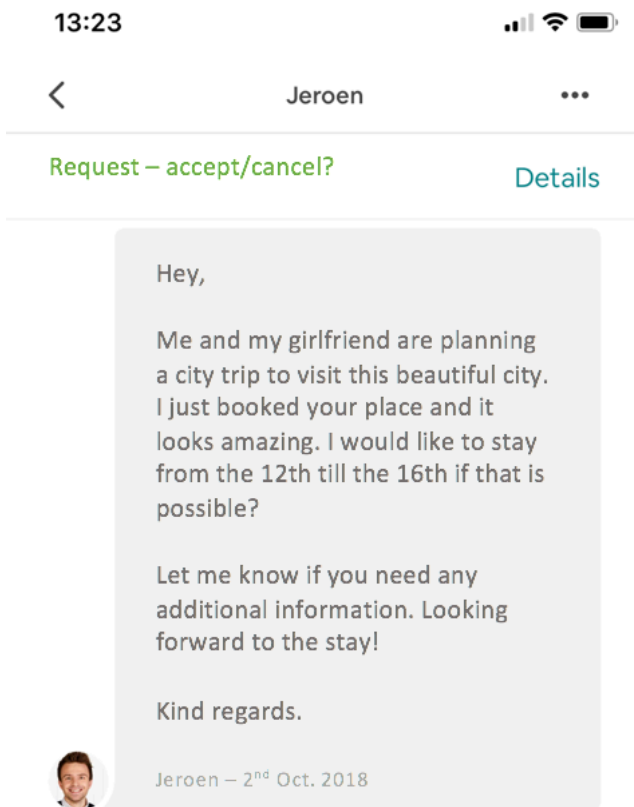 13:23
Jeroen
Request – accept/cancel?
Details
Hey,
Me and my girlfriend are planning
a city trip to visit this beautiful city.
I just booked your place and it
looks amazing. I would like to stay
from the 12th till the 16th if that is
possible?
Let me know if you need any
additional information. Looking
forward to the stay!
Kind regards.
Jeroen – 2nd Oct. 2018